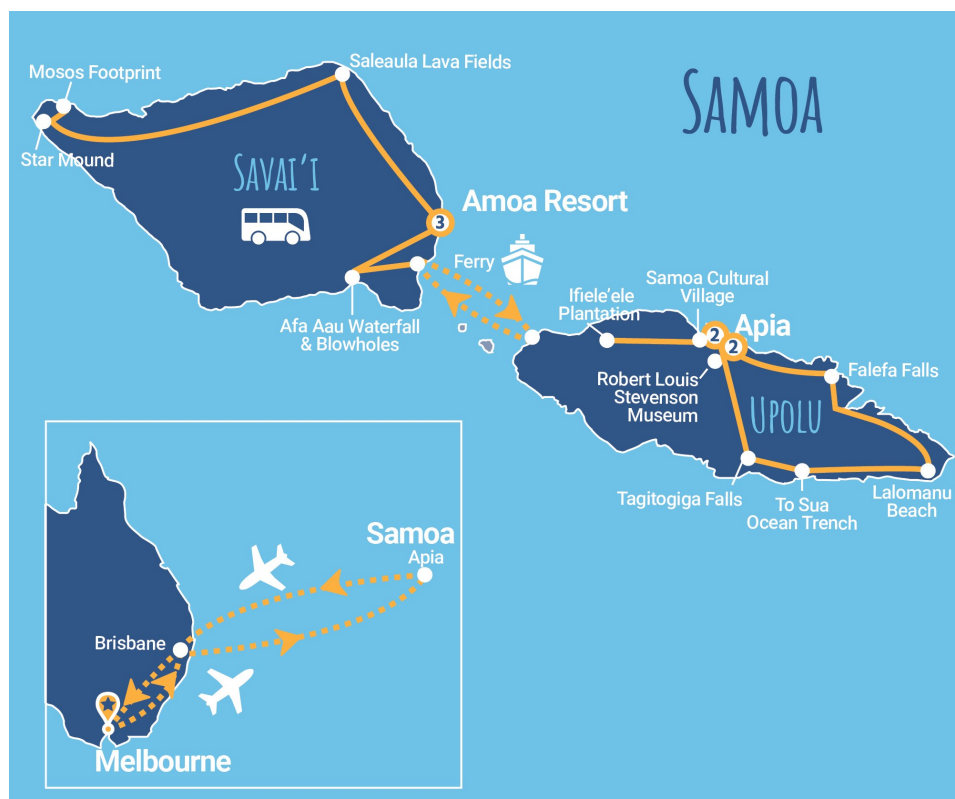 SAMOA
Mosos Footprint
Saleaula Lava Fields
Star Mound
SAVAI'I
Amoa Resort
3
Ferry
Afa Aau Waterfall
& Blowholes
Samoa Cultural
Village
Ifiele'ele
Plantation
Apia
2
2
Robert Louis
Stevenson
Museum
Falefa Falls
UPOLU
Tagitogiga Falls
To Sua
Ocean Trench
Lalomanu
Beach
Samoa
Apia
Brisbane
Melbourne